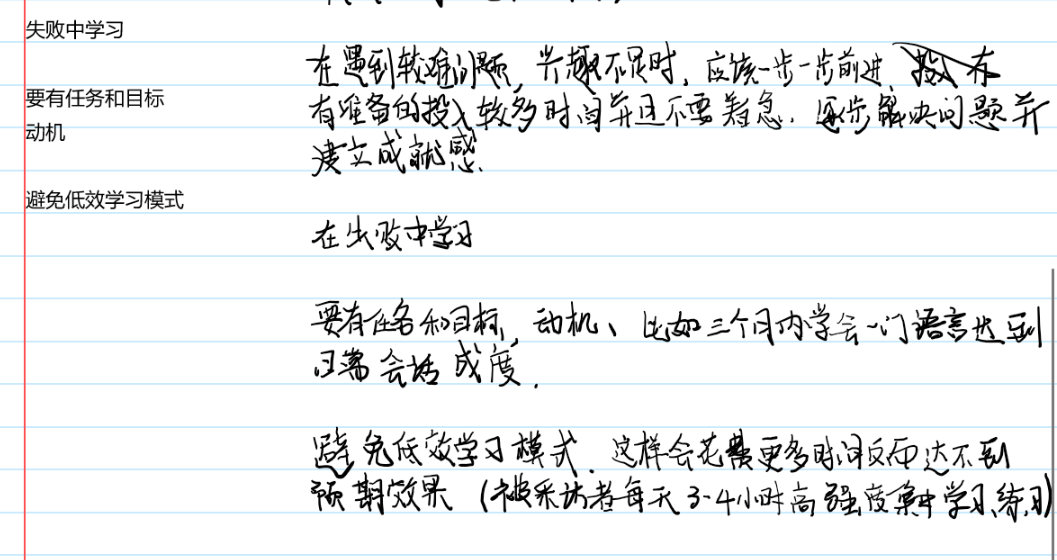 失败中学习
在遇到较难问题，兴趣不足时，应该一步一步前进，
要有任务和目标
有准备的投入较多时间并且不要着急．逐步解决问题并
动机
建立成就感．
避免低效学习模式
在失败中学习
要有任务和目标，动机、比如三个月内学会一门语言达到
日常会话成度．
避免低效学习模式．这样会花费更多时间反而达不到
预期效果（被采访者每天3-4小时高强度集中学习练习）